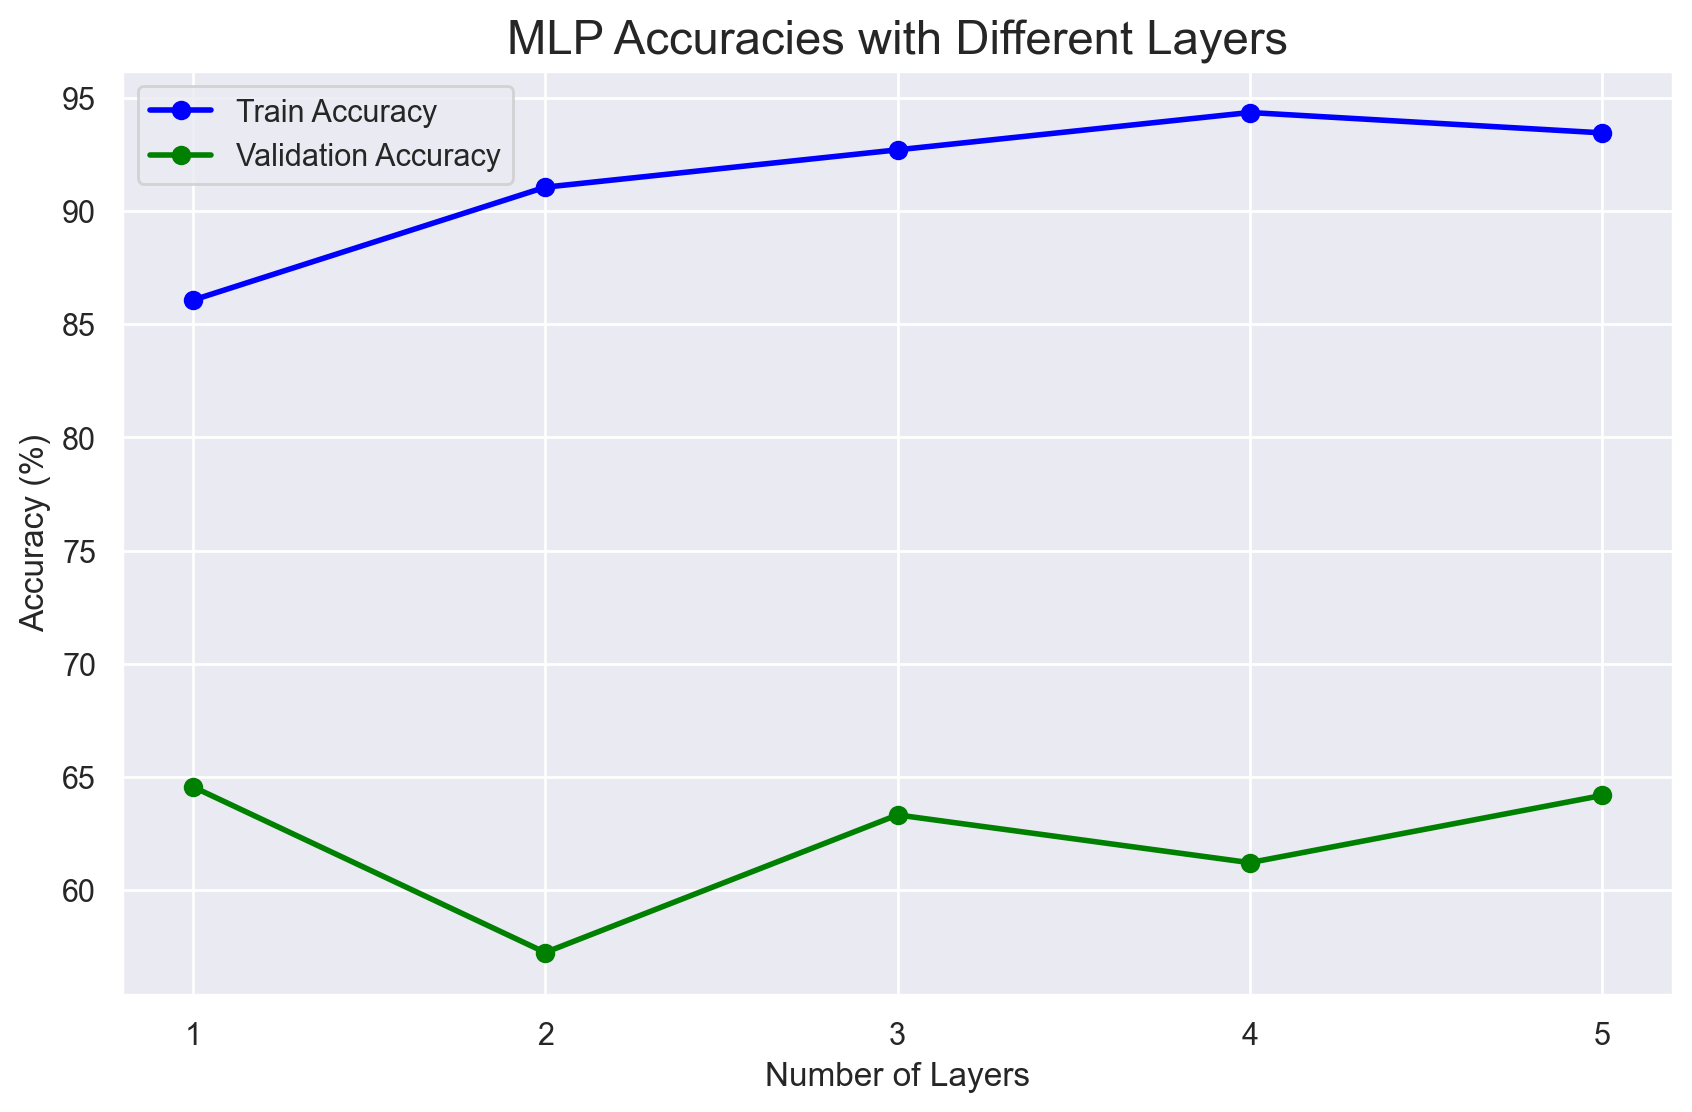 MLP Accuracies with Different Layers
Train Accuracy
Validation Accuracy
95
90
85
80
75
70
65
60
Accuracy (%)
1 2 3 4 5
Number of Layers